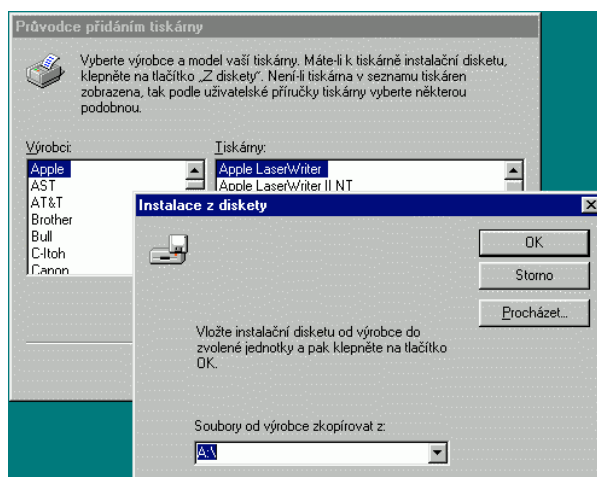 Průvodce přidáním tiskárny
Vyberte výrobce a model vaší tiskárny. Máte-li k tiskárně instalační disketu,
klepněte na tlačítko „Z diskety“. Není-li tiskárna v seznamu tiskáren
zobrazena, tak podle uživatelské příručky tiskárny vyberte některou
podobnou.
Výrobci:
Tiskárny:
Apple
AST
AT&T
Brother
Bull
C-Itoh
Canon
Apple LaserWriter
Apple LaserWriter II NT
Instalace z diskety
OK
Storno
Procházet...
Vložte instalační disketu od výrobce do
zvolené jednotky a pak klepněte na tlačítko
OK.
Soubory od výrobce zkopírovat z:
A:\